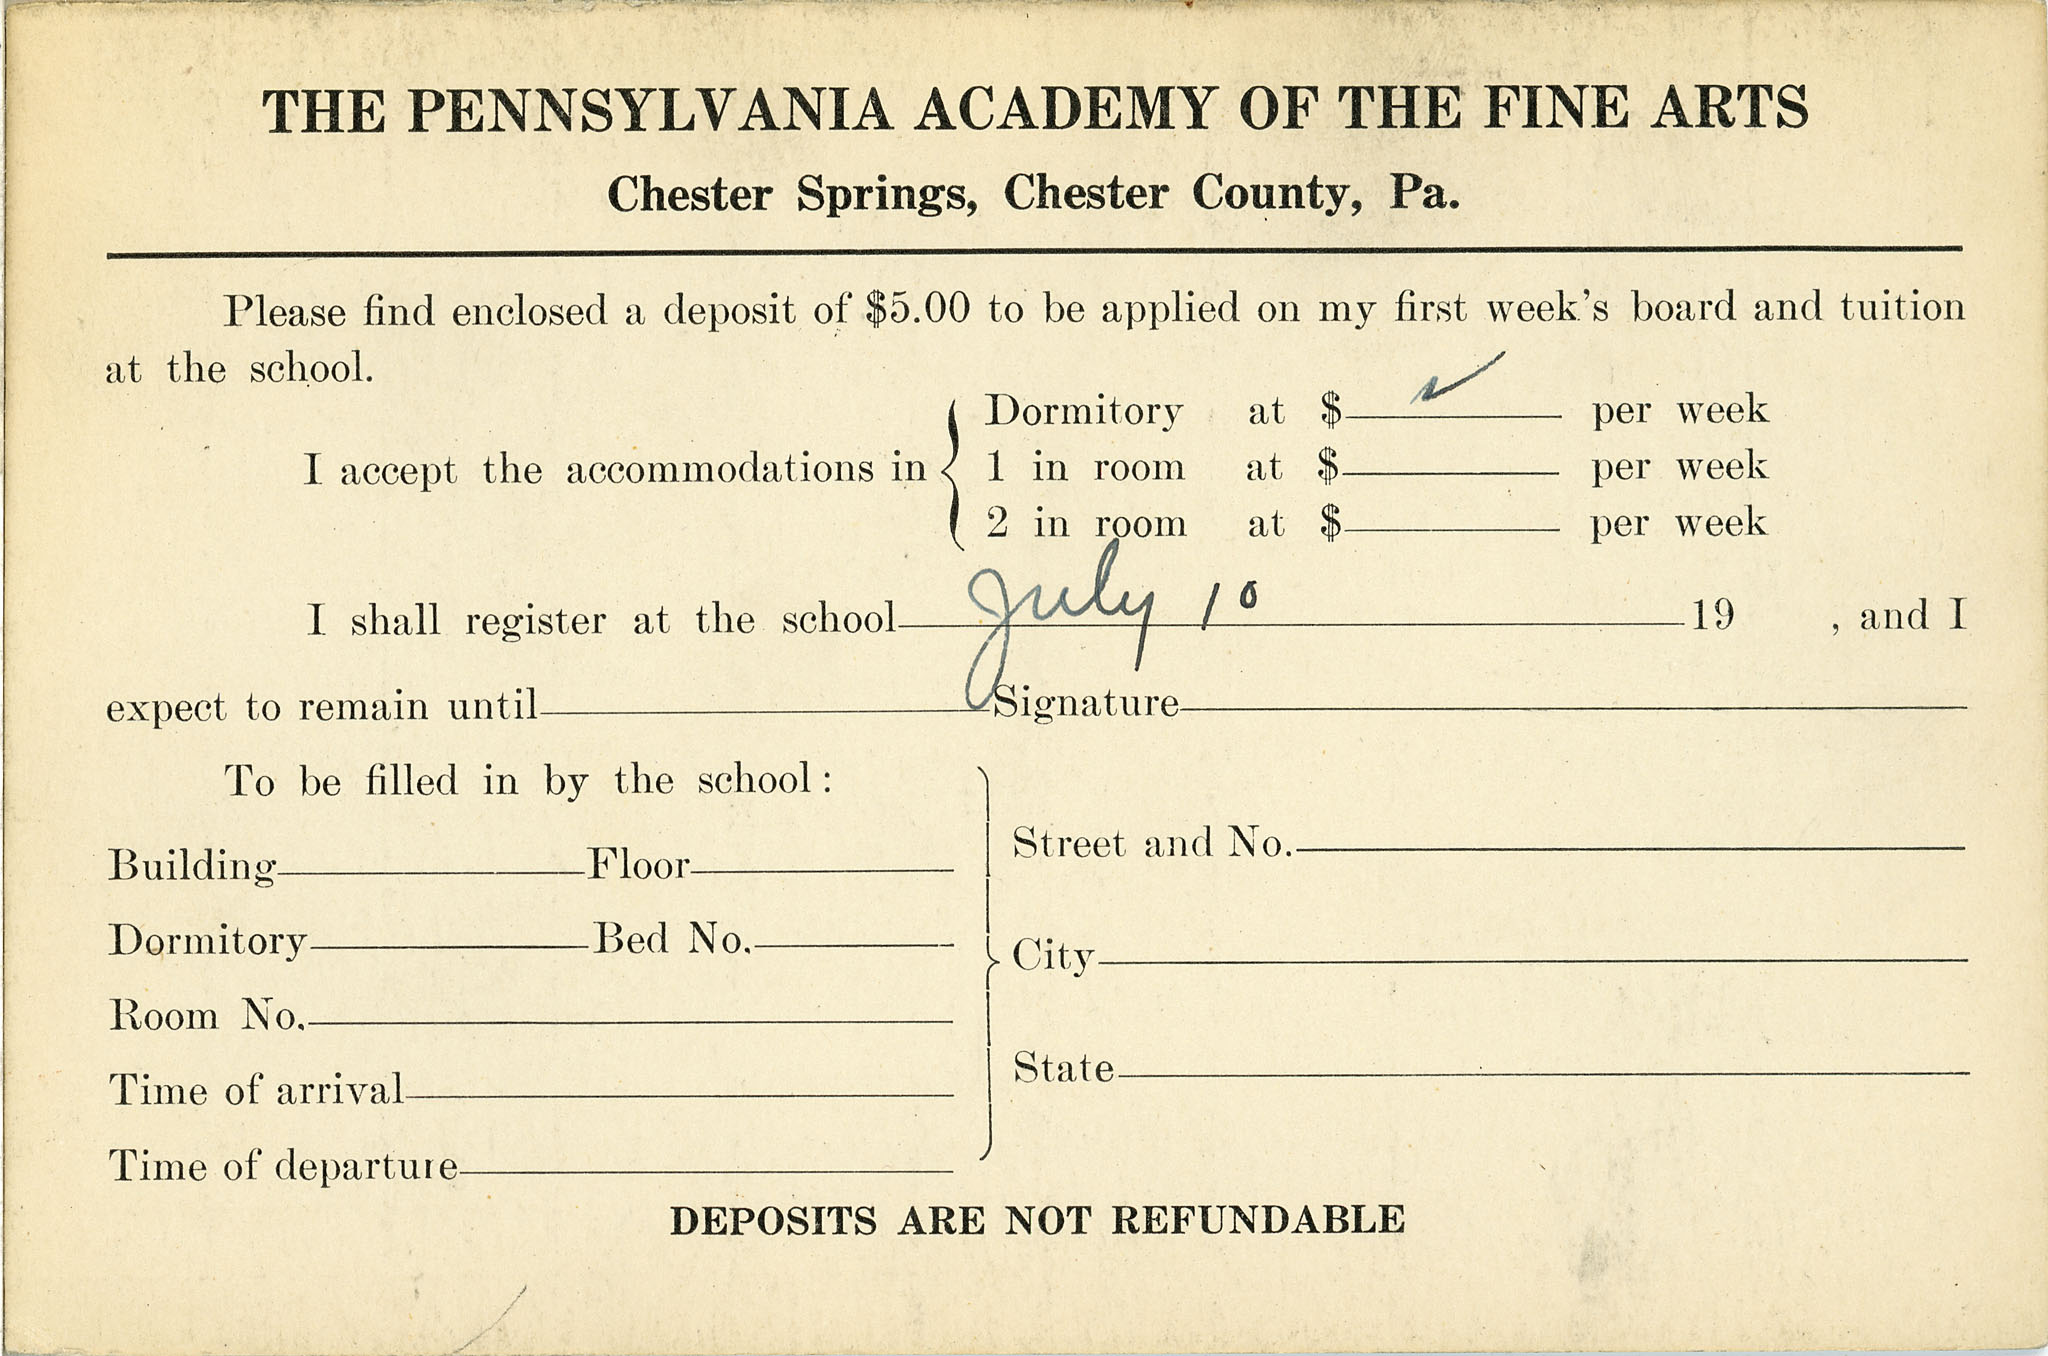 THE PENNSYLVANIA ACADEMY OF THE FINE ARTS
Chester Springs, Chester County, Pa.
Please find enclosed a deposit of $5.00 to be applied on my first week's board and tuition
at the school.
Dormitory at $ ✓ per week
I accept the accommodations in { 1 in room at $ per week
2 in room at $ per week
I shall register at the school July 10 19 , and I
expect to remain until Signature
To be filled in by the school:
Building Floor
Dormitory Bed No.
Room No.
Time of arrival
Time of departure
Street and No.
City
State
DEPOSITS ARE NOT REFUNDABLE